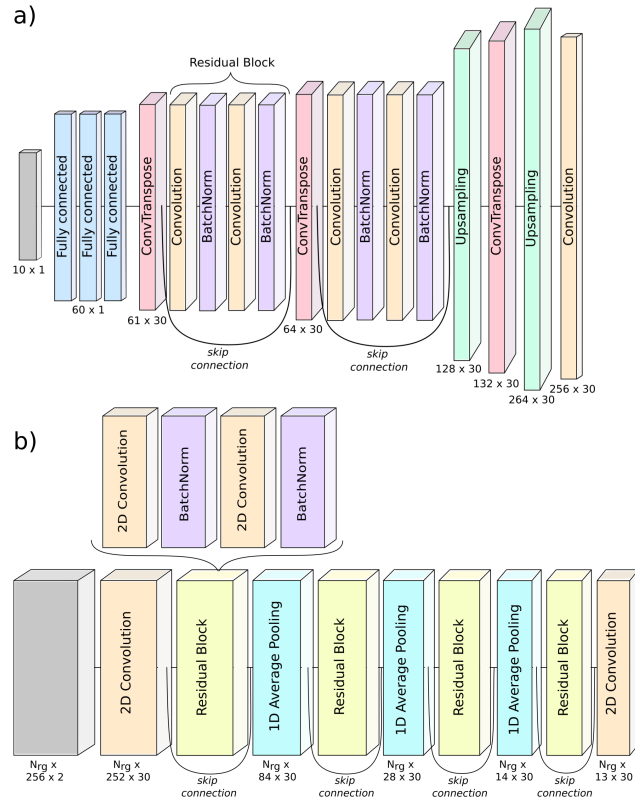 a)
Residual Block
Fully connected
Fully connected
Fully connected
ConvTranspose
Convolution
BatchNorm
Convolution
BatchNorm
ConvTranspose
Convolution
BatchNorm
Convolution
BatchNorm
Upsampling
ConvTranspose
Upsampling
Convolution
10 x 1
60 x 1
61 x 30
skip
connection
64 x 30
skip
connection
128 x 30
132 x 30
264 x 30
256 x 30
b)
2D Convolution
BatchNorm
2D Convolution
BatchNorm
2D Convolution
Residual Block
1D Average Pooling
Residual Block
1D Average Pooling
Residual Block
1D Average Pooling
Residual Block
2D Convolution
Nrg x
256 x 2
Nrg x
252 x 30
skip
connection
Nrg x
84 x 30
skip
connection
Nrg x
28 x 30
skip
connection
Nrg x
14 x 30
skip
connection
Nrg x
13 x 30